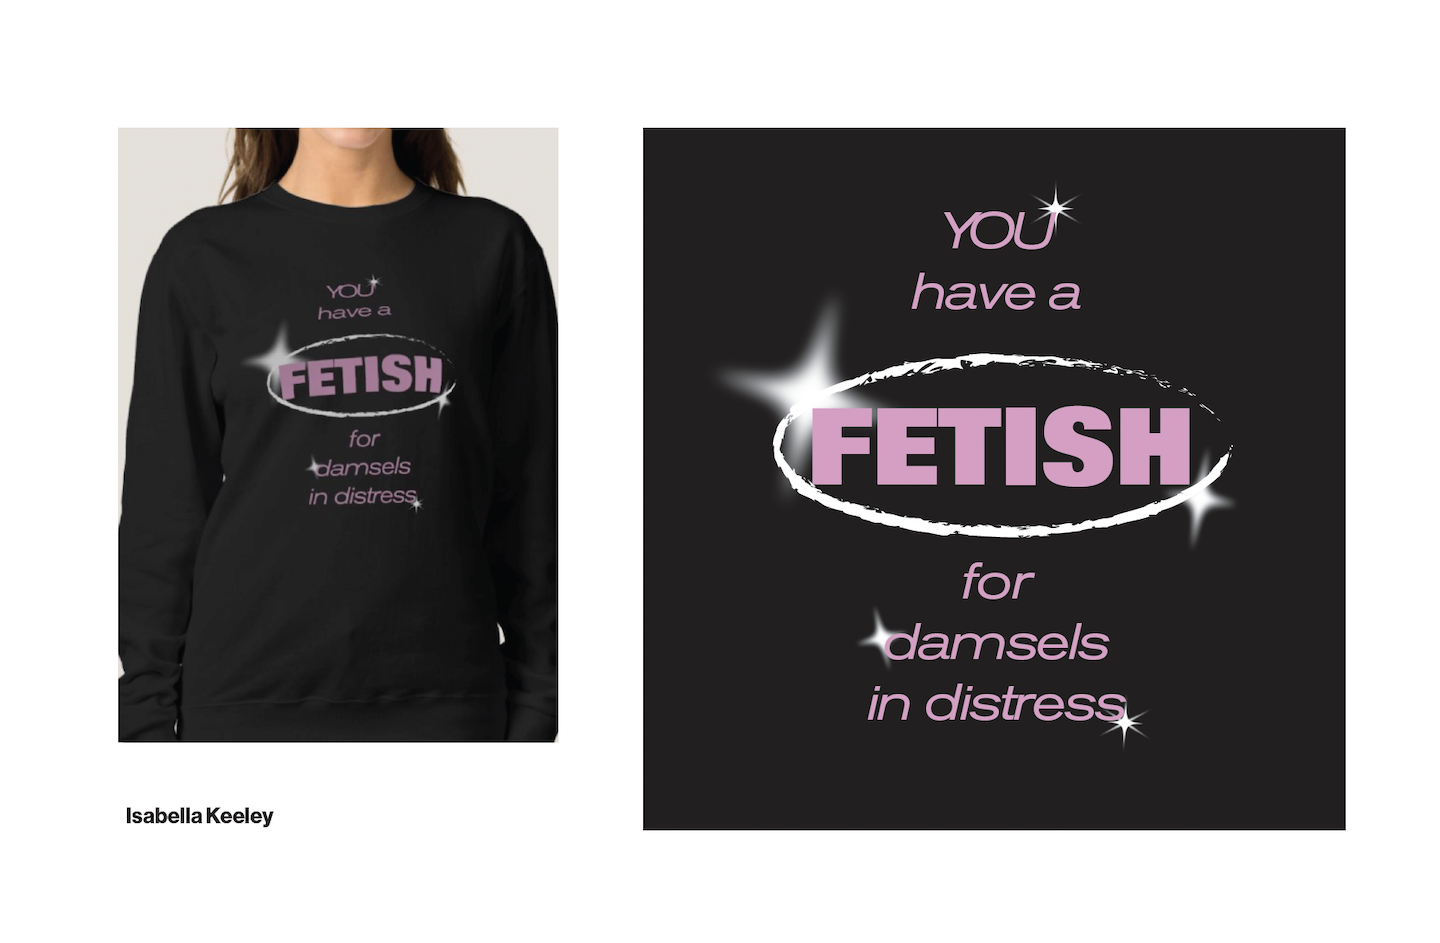 YOU
have a
FETISH
for
damsels
in distress
Isabella Keeley
YOU
have a
FETISH
for
damsels
in distress